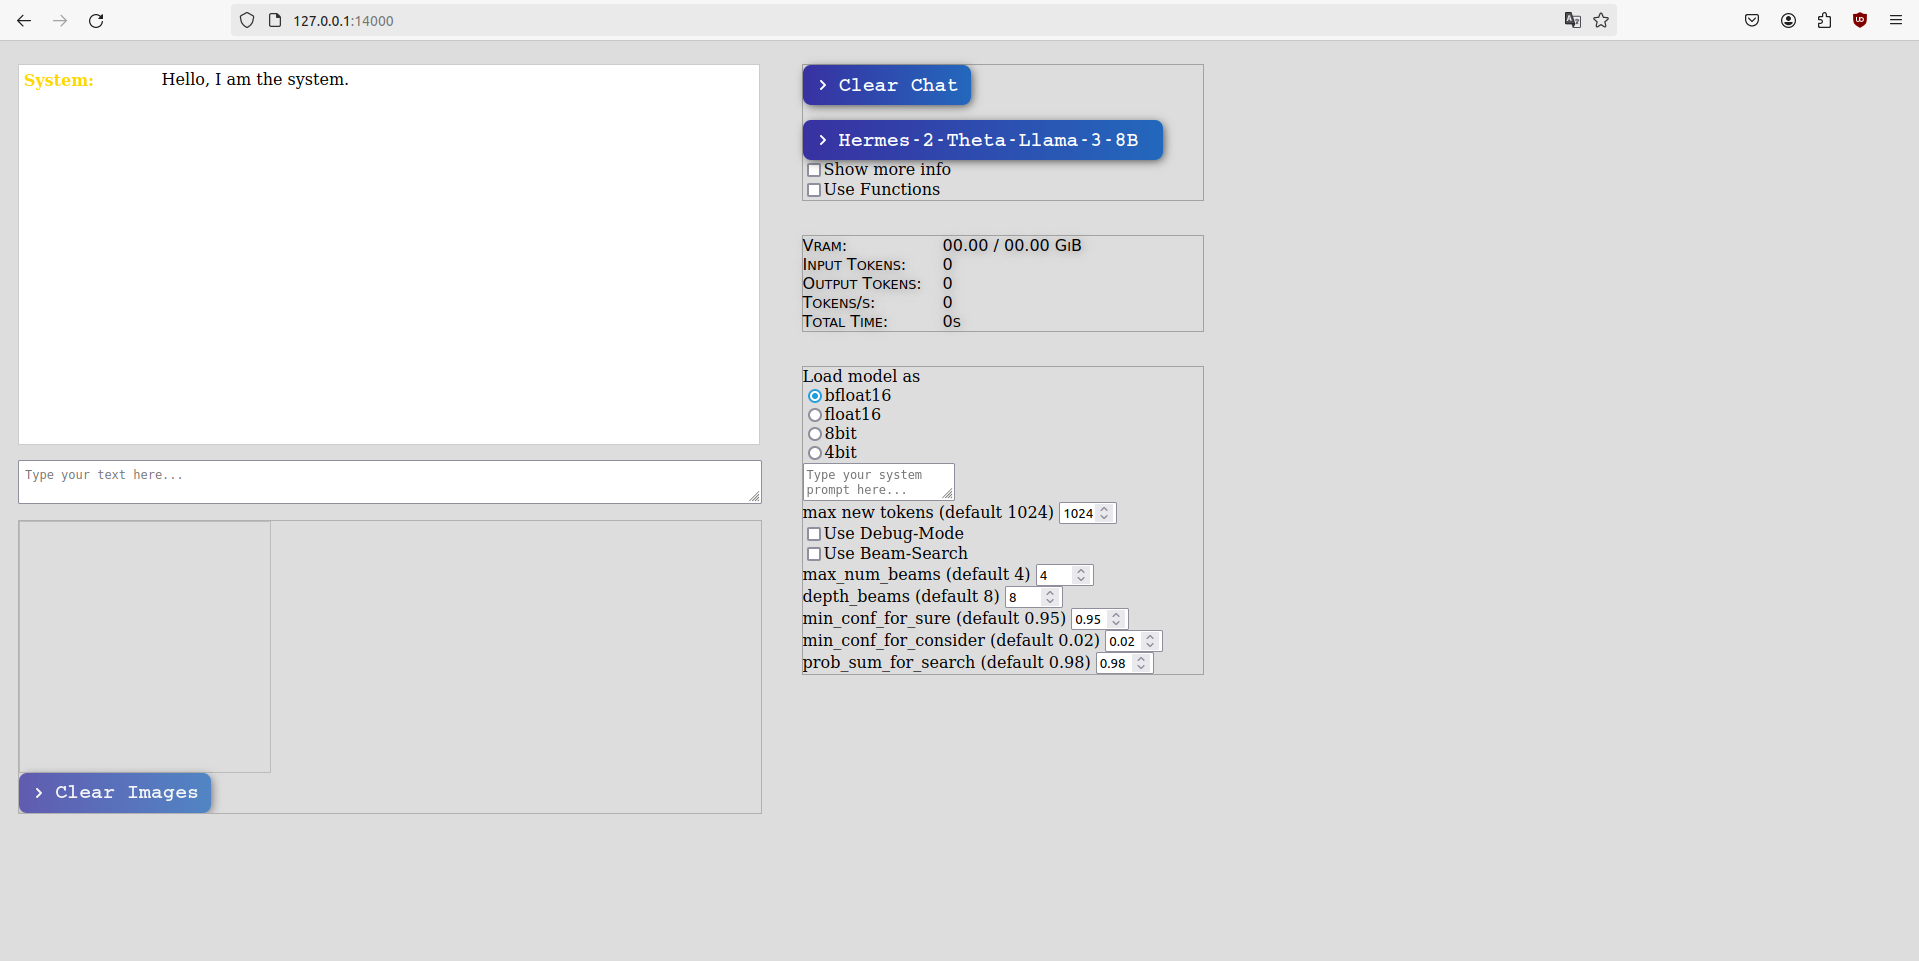 127.0.0.1:14000
System: Hello, I am the system.
Type your text here...
> Clear Images
> Clear Chat
> Hermes-2-Theta-Llama-3-8B
Show more info
Use Functions
Vram: 00.00 / 00.00 GiB
Input Tokens: 0
Output Tokens: 0
Tokens/s: 0
Total Time: 0s
Load model as
bfloat16
float16
8bit
4bit
Type your system
prompt here...
max new tokens (default 1024) 1024
Use Debug-Mode
Use Beam-Search
max_num_beams (default 4) 4
depth_beams (default 8) 8
min_conf_for_sure (default 0.95) 0.95
min_conf_for_consider (default 0.02) 0.02
prob_sum_for_search (default 0.98) 0.98